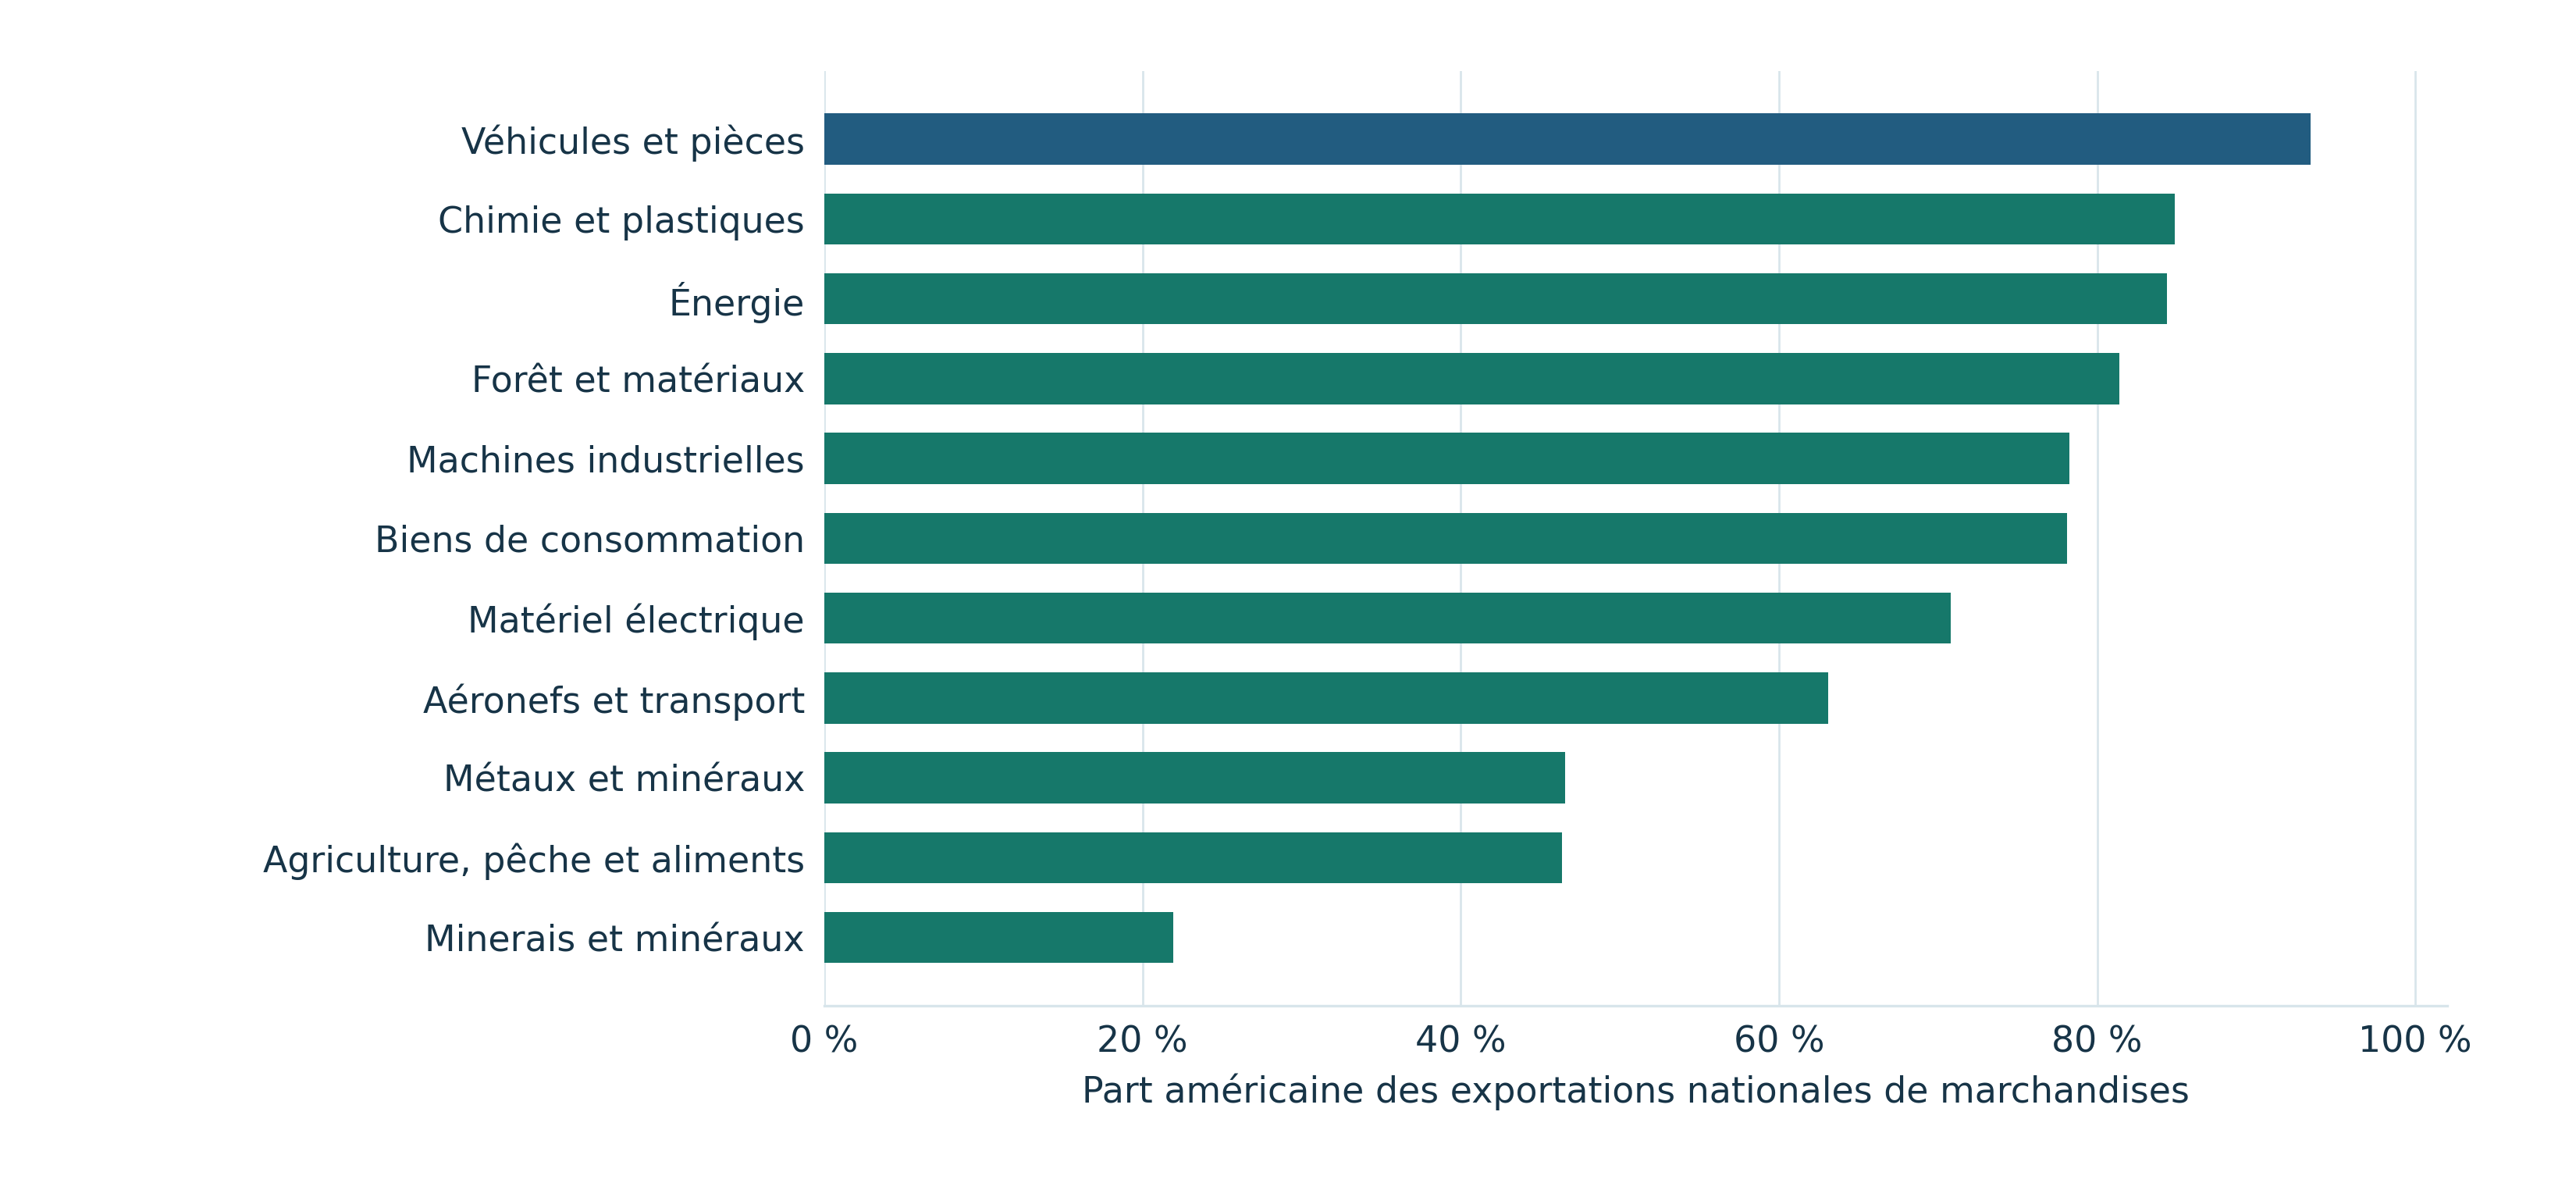 Véhicules et pièces
Chimie et plastiques
Énergie
Forêt et matériaux
Machines industrielles
Biens de consommation
Matériel électrique
Aéronefs et transport
Métaux et minéraux
Agriculture, pêche et aliments
Minerais et minéraux
0 % 20 % 40 % 60 % 80 % 100 %
Part américaine des exportations nationales de marchandises